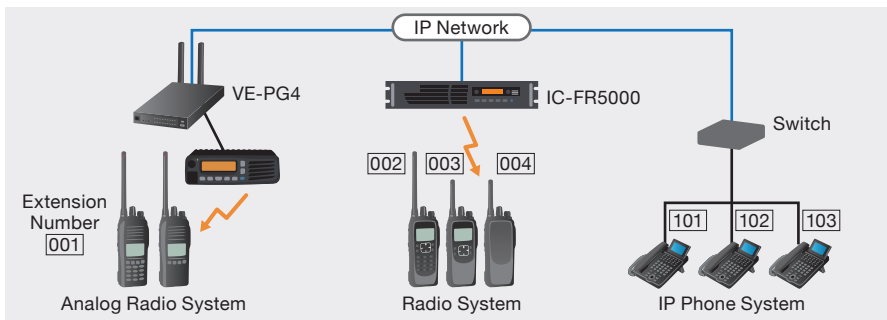 IP Network
VE-PG4
IC-FR5000
Switch
002 003 004
101 102 103
Extension
Number
001
Analog Radio System
Radio System
IP Phone System